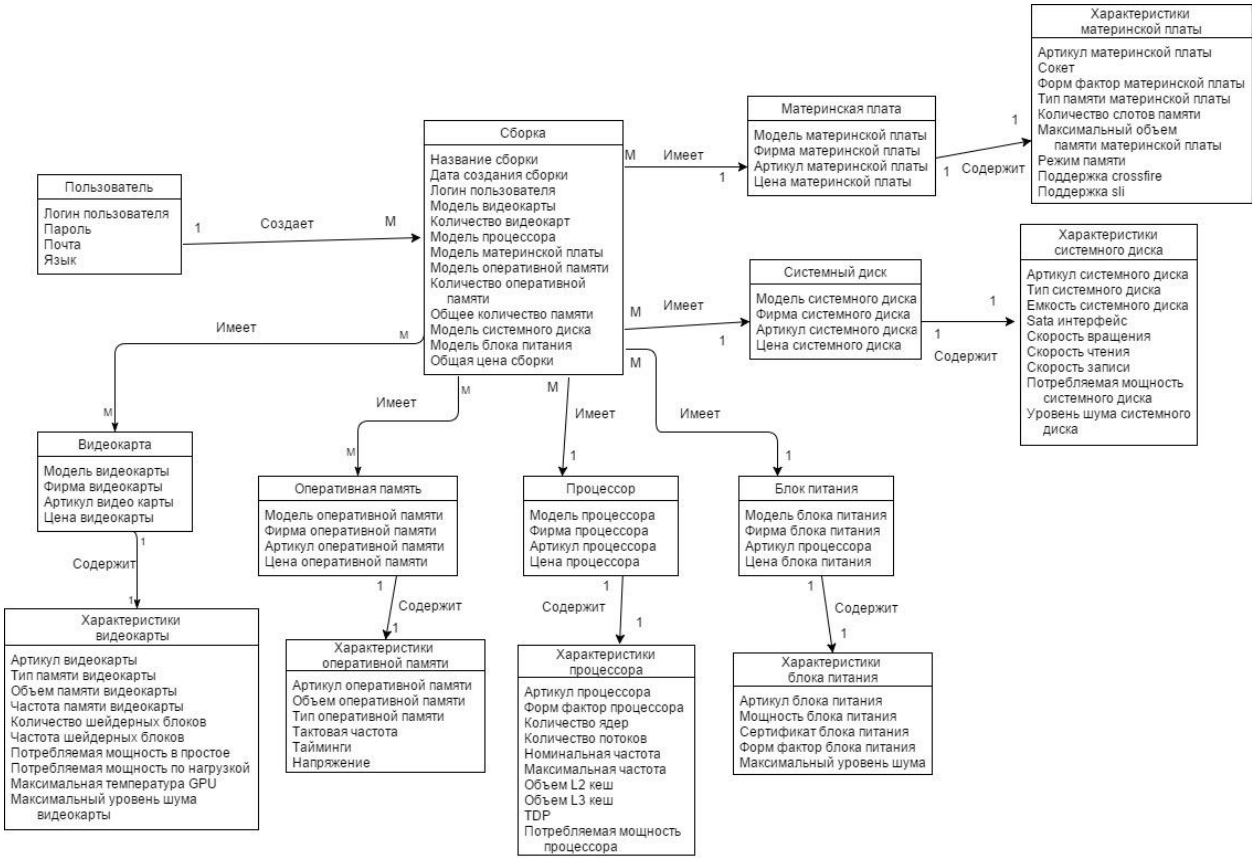 Характеристики
материнской платы
Артикул материнской платы
Сокет
Форм фактор материнской платы
Тип памяти материнской платы
Количество слотов памяти
Максимальный объем
памяти материнской платы
Режим памяти
Поддержка crossfire
Поддержка sli
Материнская плата
Модель материнской платы
Фирма материнской платы
Артикул материнской платы
Цена материнской платы
1
1
Содержит
Сборка
Название сборки
Дата создания сборки
Логин пользователя
Модель видеокарты
Количество видеокарт
Модель процессора
Модель материнской платы
Модель оперативной памяти
Количество оперативной
памяти
Общее количество памяти
Модель системного диска
Модель блока питания
Общая цена сборки
М
Имеет
1
Пользователь
Логин пользователя
Пароль
Почта
Язык
1
Создает
М
Характеристики
системного диска
Артикул системного диска
Тип системного диска
Емкость системного диска
Sata интерфейс
Скорость вращения
Скорость чтения
Скорость записи
Потребляемая мощность
системного диска
Уровень шума системного
диска
Системный диск
Модель системного диска
Фирма системного диска
Артикул системного диска
Цена системного диска
М
Имеет
1
1
1
Содержит
Имеет
М
М
М
Имеет
М
М
Имеет
1
М
Имеет
1
Видеокарта
Модель видеокарты
Фирма видеокарты
Артикул видео карты
Цена видеокарты
Оперативная память
Модель оперативной памяти
Фирма оперативной памяти
Артикул оперативной памяти
Цена оперативной памяти
Процессор
Модель процессора
Фирма процессора
Артикул процессора
Цена процессора
Блок питания
Модель блока питания
Фирма блока питания
Артикул процессора
Цена блока питания
1
Содержит
1
1
Содержит
1
1
Содержит
1
1
Содержит
1
Характеристики
видеокарты
Артикул видеокарты
Тип памяти видеокарты
Объем памяти видеокарты
Частота памяти видеокарты
Количество шейдерных блоков
Частота шейдерных блоков
Потребляемая мощность в простое
Потребляемая мощность по нагрузкой
Максимальная температура GPU
Максимальный уровень шума
видеокарты
Характеристики
оперативной памяти
Артикул оперативной памяти
Объем оперативной памяти
Тип оперативной памяти
Тактовая частота
Тайминги
Напряжение
Характеристики
процессора
Артикул процессора
Форм фактор процессора
Количество ядер
Количество потоков
Номинальная частота
Максимальная частота
Объем L2 кеш
Объем L3 кеш
TDP
Потребляемая мощность
процессора
Характеристики
блока питания
Артикул блока питания
Мощность блока питания
Сертификат блока питания
Форм фактор блока питания
Максимальный уровень шума